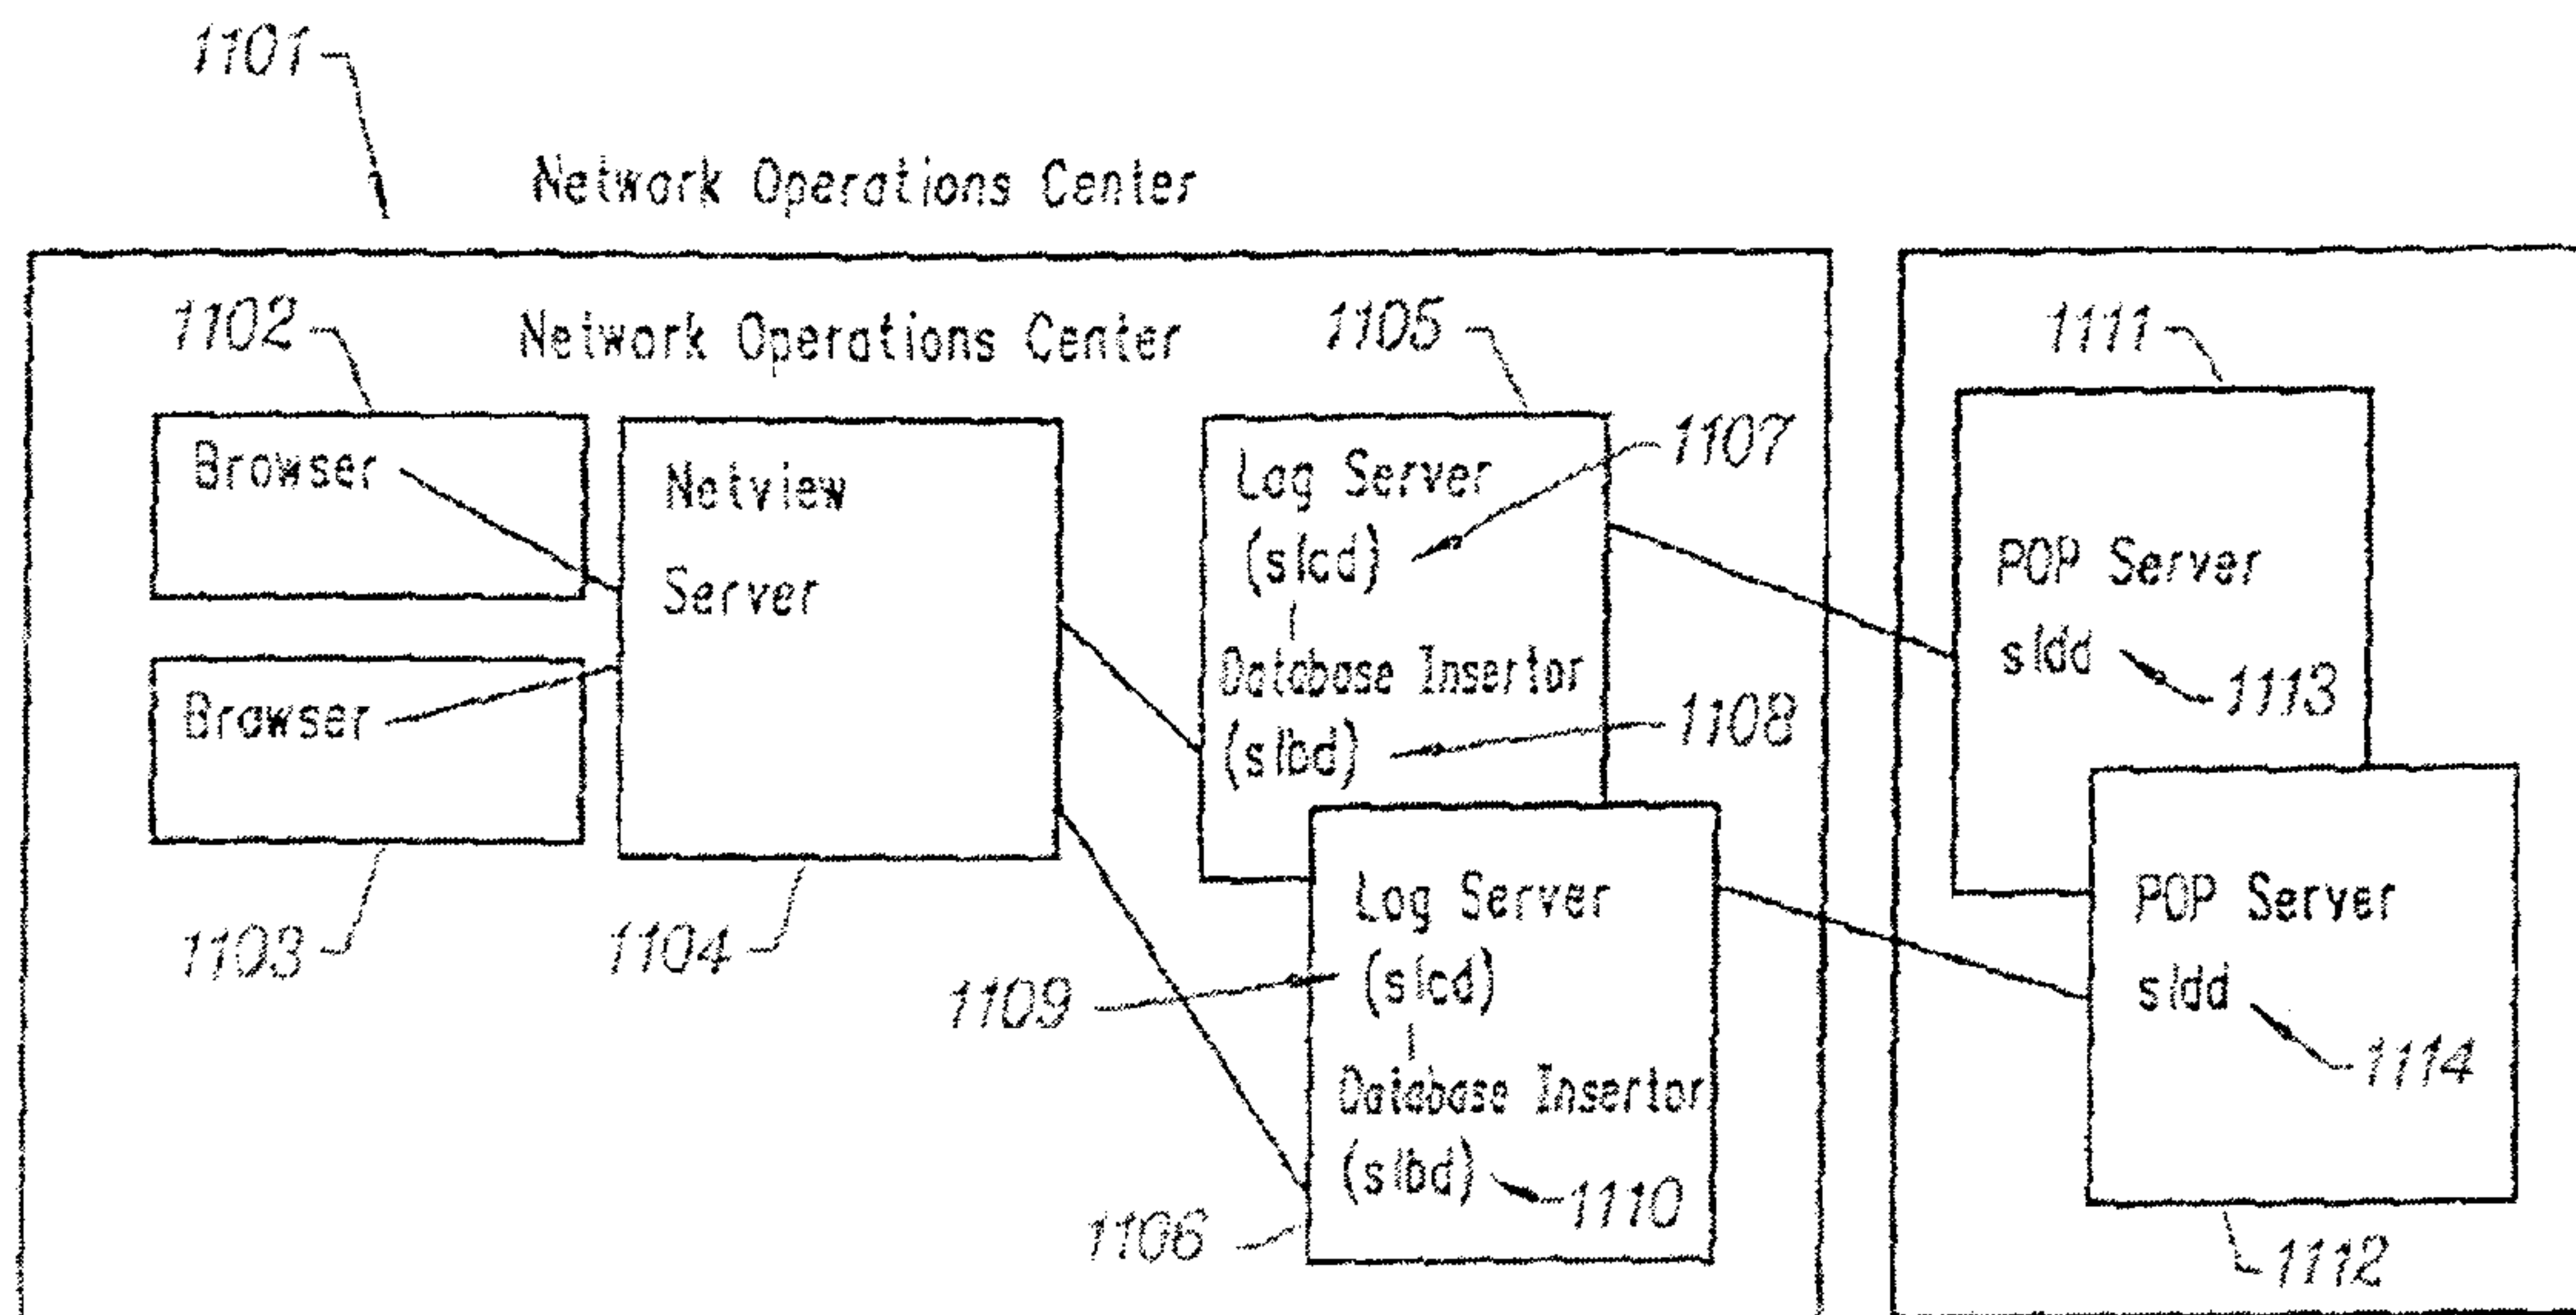 1101
Network Operations Center
1102
Network Operations Center
1105
1111
Browser
Netview
Server
Log Server
(slcd)
1107
Database Insertor
(slbd)
1108
POP Server
sldd
1113
Browser
1103
1104
Log Server
(slcd)
1109
Database Insertor
(slbd)
1110
1106
POP Server
sldd
1114
1112